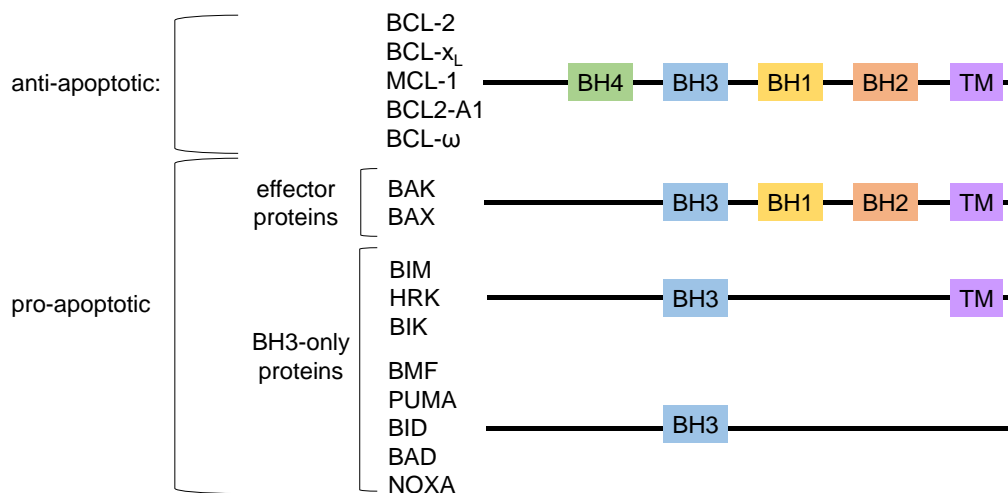 BCL-2
BCL-xL
anti-apoptotic: MCL-1 BH4 BH3 BH1 BH2 TM
BCL2-A1
BCL-ω
effector proteins
BAK
BAX
BH3 BH1 BH2 TM
pro-apoptotic
BH3-only proteins
BIM
HRK
BIK
BH3 TM
BMF
PUMA
BID
BAD
NOXA
BH3